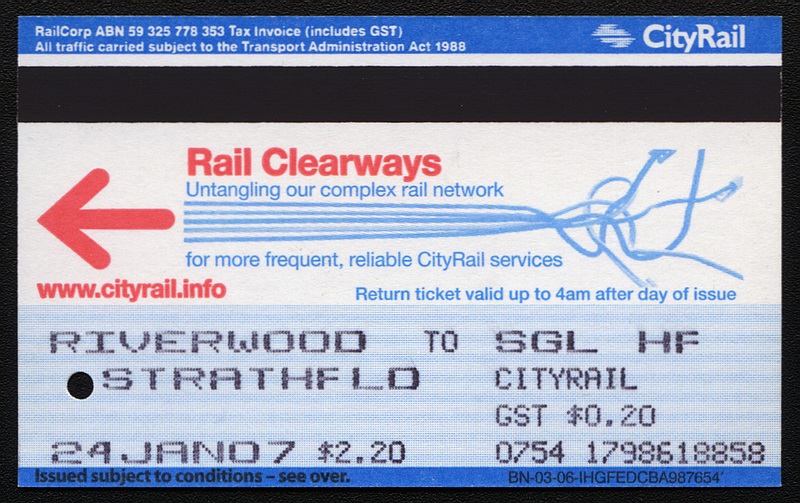 RailCorp ABN 59 325 778 353 Tax Invoice (includes GST)
All traffic carried subject to the Transport Administration Act 1988
CityRail
Rail Clearways
Untangling our complex rail network
for more frequent, reliable CityRail services
www.cityrail.info
Return ticket valid up to 4am after day of issue
RIVERWOOD TO SGL HF
STRATHFLD CITYRAIL
GST $0.20
24JAN07 $2.20 0754 1798618858
Issued subject to conditions – see over. BN-03-06-IHGFEDCBA987654'